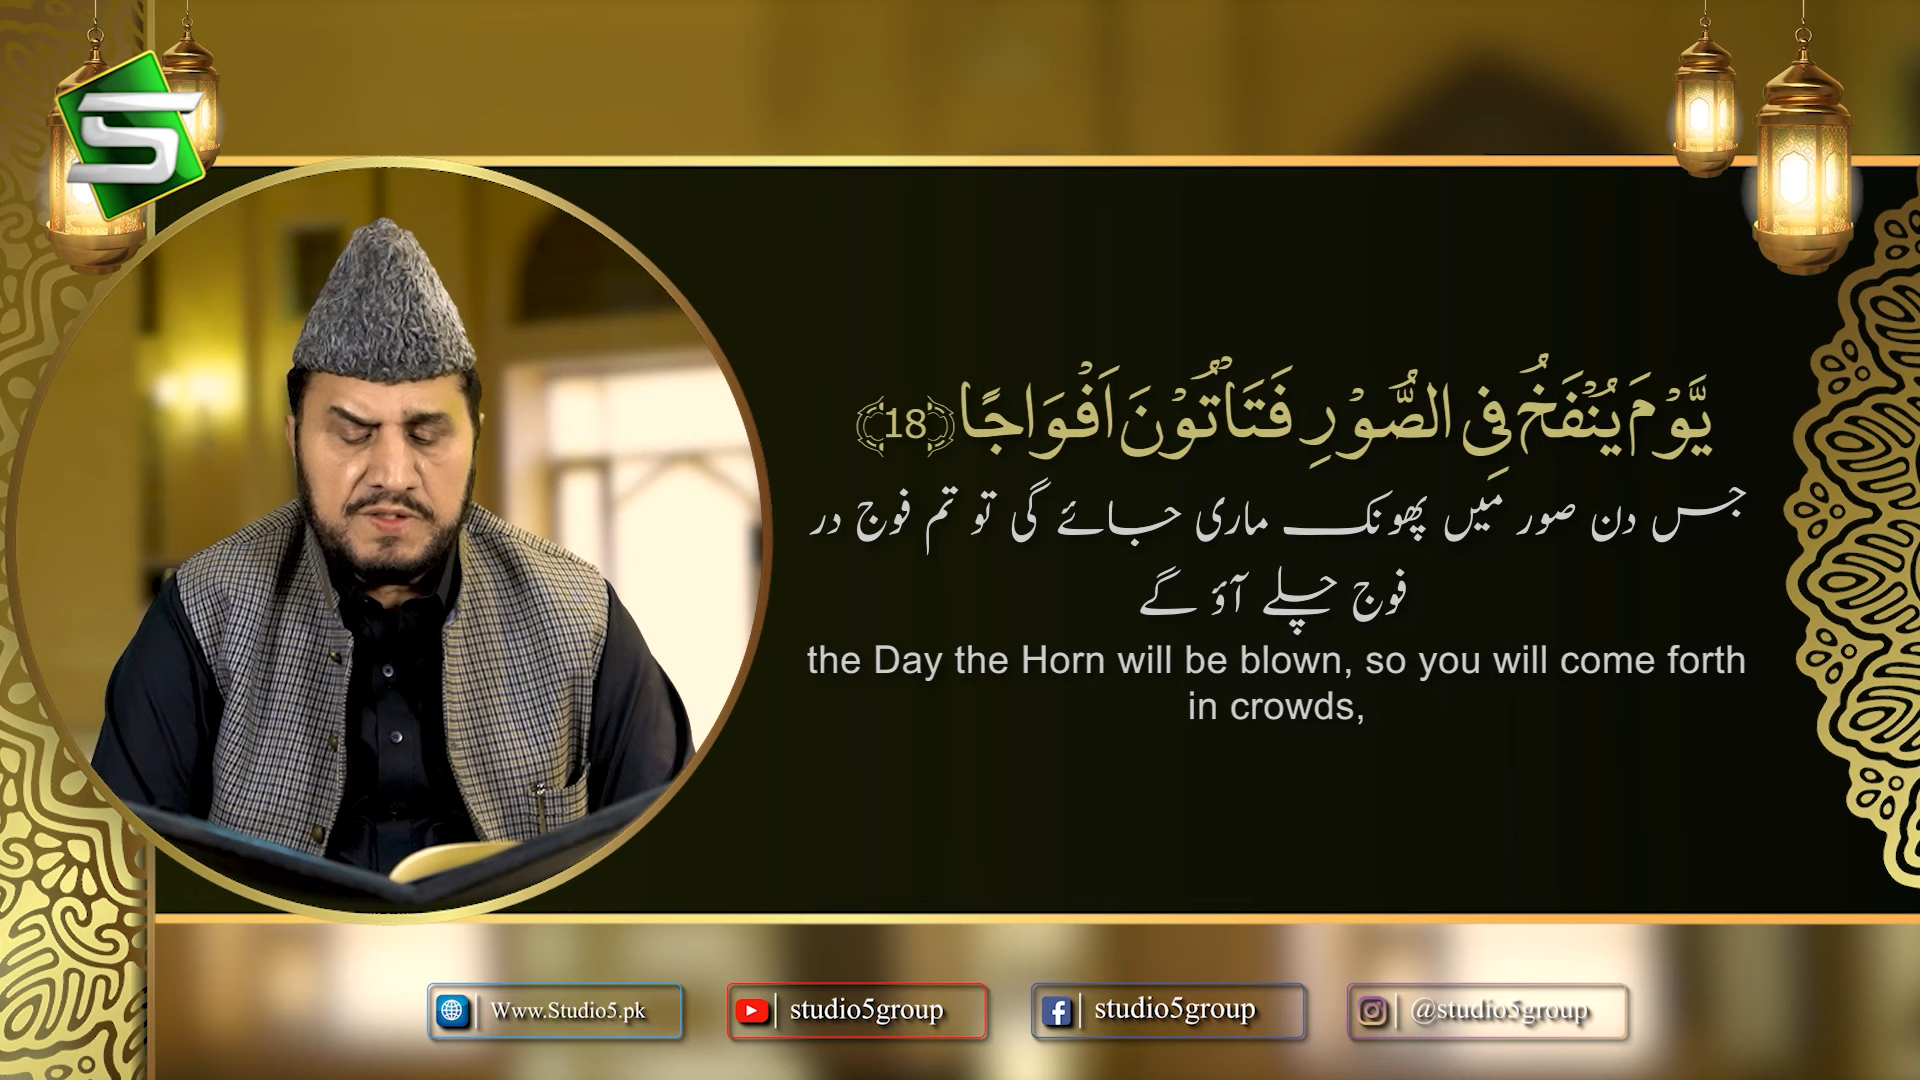 يَّوْمَ يُنْفَخُ فِى الصُّوْرِ فَتَاْتُوْنَ اَفْوَاجًا ﴿18﴾
جس دن صور میں پھونک ماری جائے گی تو تم فوج در
فوج چلے آؤ گے
the Day the Horn will be blown, so you will come forth
in crowds,
Www.Studio5.pk
studio5group
studio5group
@studio5group